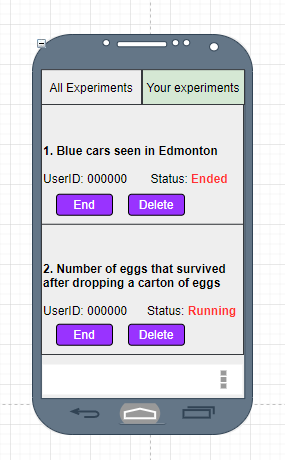 All Experiments
Your experiments
1. Blue cars seen in Edmonton
UserID: 000000 Status: Ended
End Delete
2. Number of eggs that survived
after dropping a carton of eggs
UserID: 000000 Status: Running
End Delete